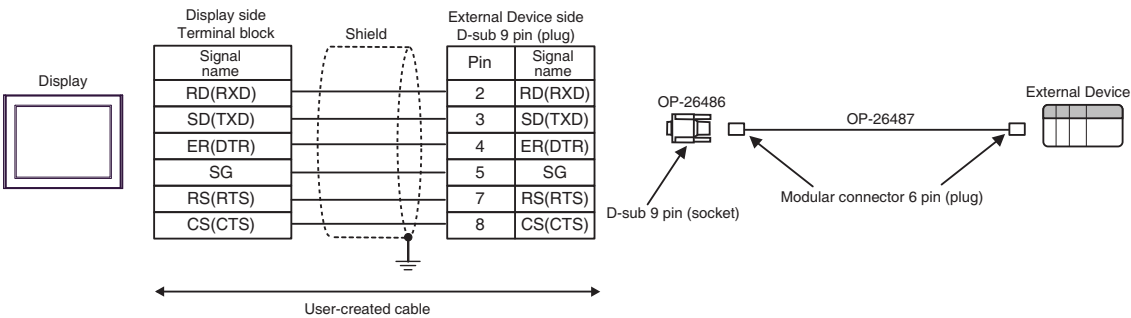 Display
Display side
Terminal block
Shield
External Device side
D-sub 9 pin (plug)
Signal
name
Pin
Signal
name
RD(RXD)
2
RD(RXD)
SD(TXD)
3
SD(TXD)
ER(DTR)
4
ER(DTR)
SG
5
SG
RS(RTS)
7
RS(RTS)
CS(CTS)
8
CS(CTS)
User-created cable
OP-26486
OP-26487
External Device
D-sub 9 pin (socket)
Modular connector 6 pin (plug)